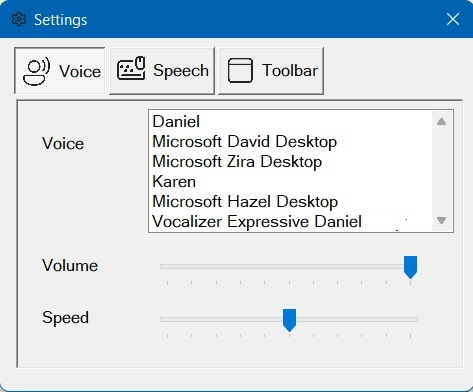 Settings
Voice
Speech
Toolbar
Voice
Daniel
Microsoft David Desktop
Microsoft Zira Desktop
Karen
Microsoft Hazel Desktop
Vocalizer Expressive Daniel
Volume
Speed